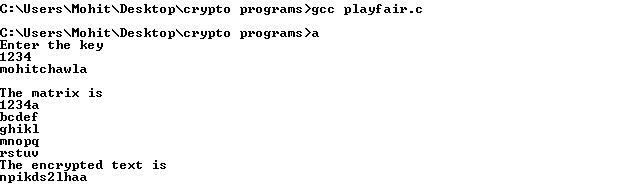 C:\Users\Mohit\Desktop\crypto programs>gcc playfair.c
C:\Users\Mohit\Desktop\crypto programs>a
Enter the key
1234
mohitchawla
The matrix is
1234a
bcdef
ghikl
mnopq
rstuv
The encrypted text is
npikds2lhaa